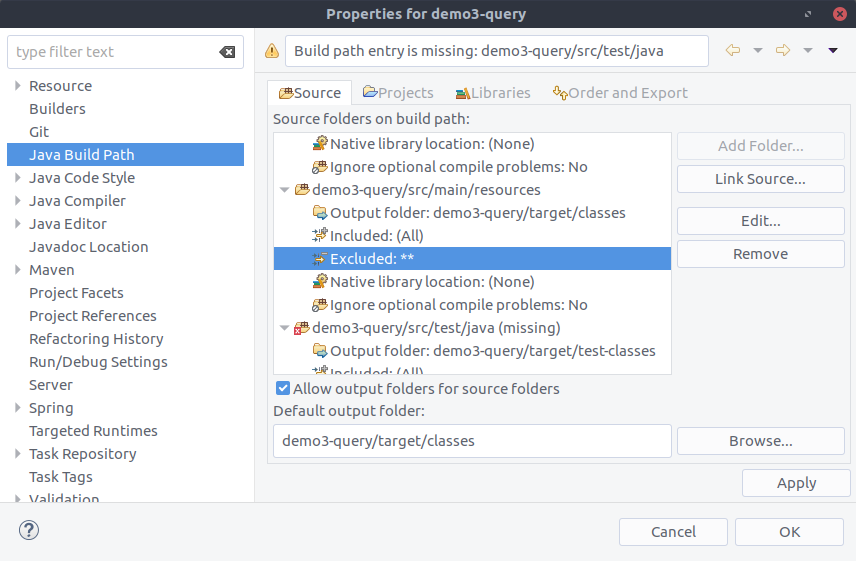 Properties for demo3-query
type filter text
Build path entry is missing: demo3-query/src/test/java
Resource
Builders
Git
Java Build Path
Java Code Style
Java Compiler
Java Editor
Javadoc Location
Maven
Project Facets
Project References
Refactoring History
Run/Debug Settings
Server
Spring
Targeted Runtimes
Task Repository
Task Tags
Validation
Source
Projects
Libraries
Order and Export
Source folders on build path:
Native library location: (None)
Ignore optional compile problems: No
demo3-query/src/main/resources
Output folder: demo3-query/target/classes
Included: (All)
Excluded: **
Native library location: (None)
Ignore optional compile problems: No
demo3-query/src/test/java (missing)
Output folder: demo3-query/target/test-classes
Included: (All)
Add Folder...
Link Source...
Edit...
Remove
Allow output folders for source folders
Default output folder:
demo3-query/target/classes
Browse...
Apply
?
Cancel
OK